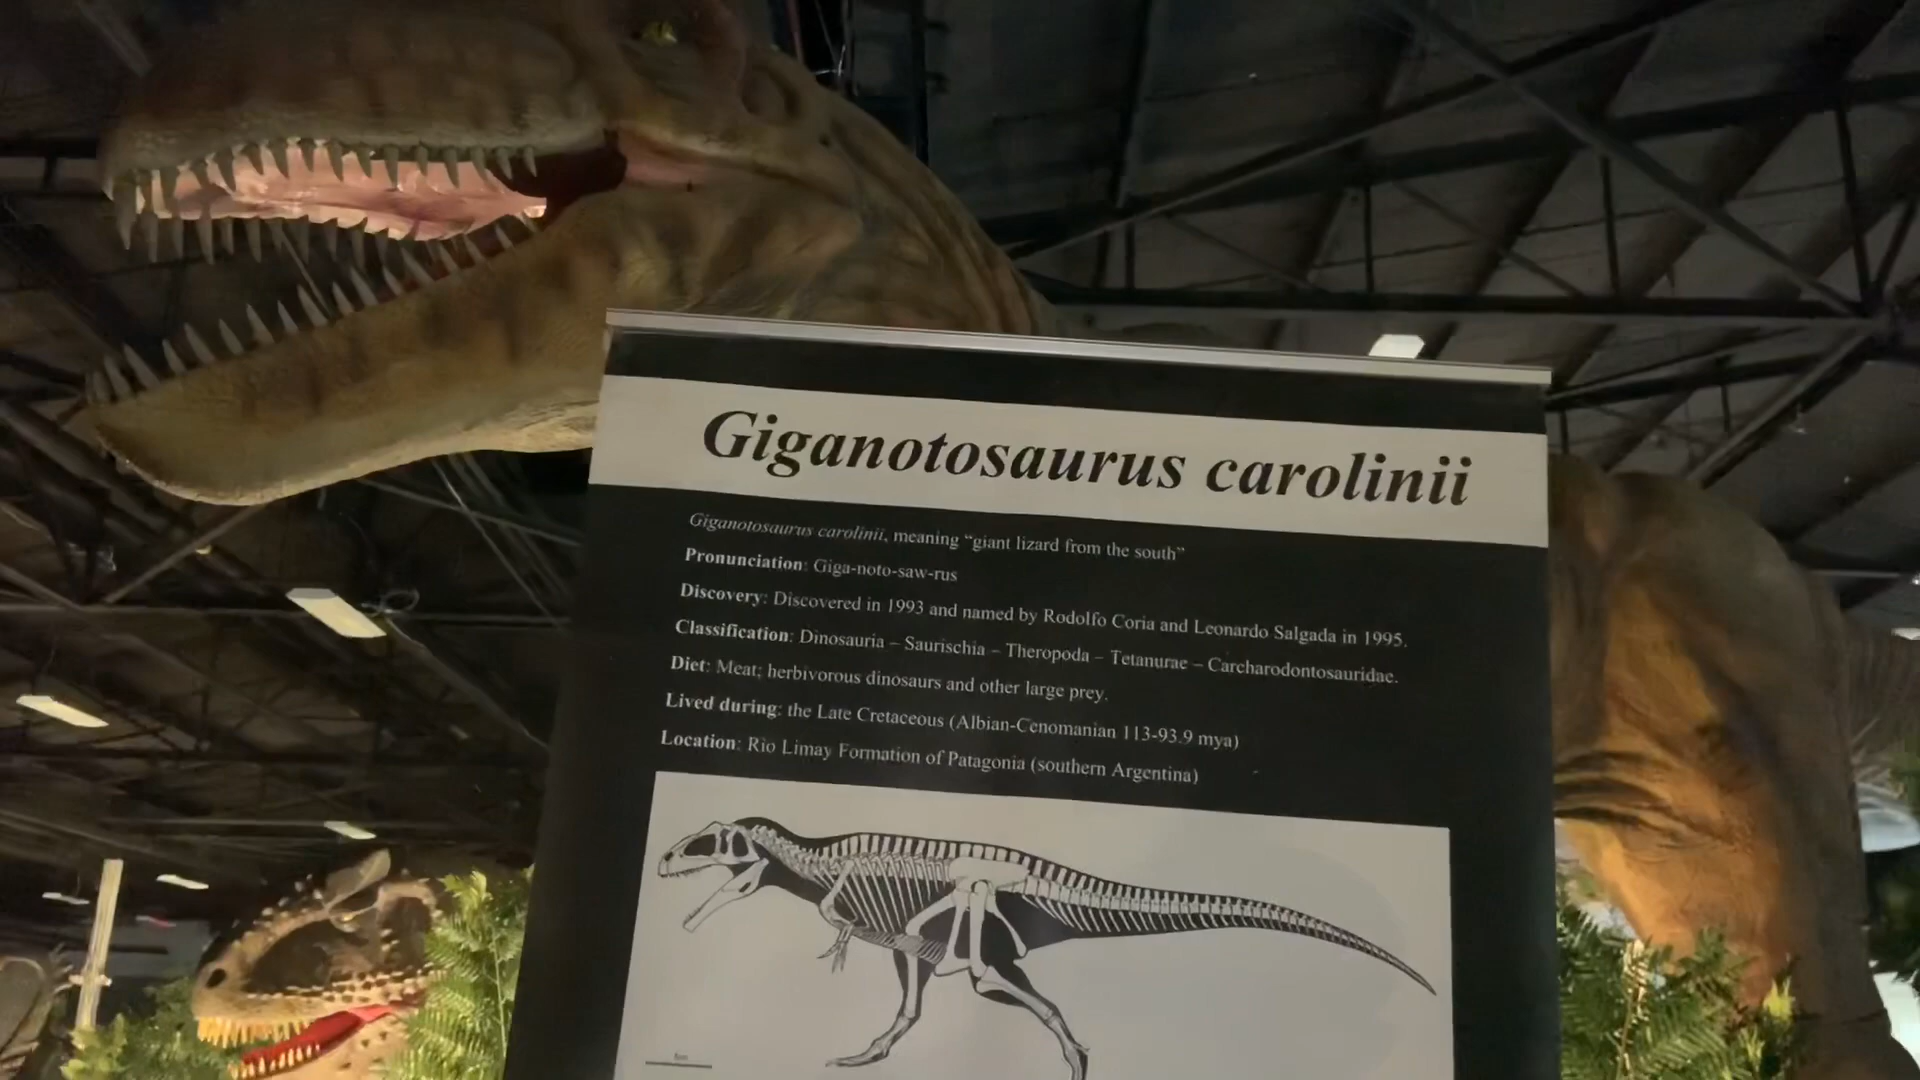 Giganotosaurus carolinii
Giganotosaurus carolinii, meaning “giant lizard from the south”
Pronunciation: Giga-noto-saw-rus
Discovery: Discovered in 1993 and named by Rodolfo Coria and Leonardo Salgada in 1995.
Classification: Dinosauria – Saurischia – Theropoda – Tetanurae – Carcharodontosauridae.
Diet: Meat; herbivorous dinosaurs and other large prey.
Lived during: the Late Cretaceous (Albian-Cenomanian 113-93.9 mya)
Location: Rio Limay Formation of Patagonia (southern Argentina)